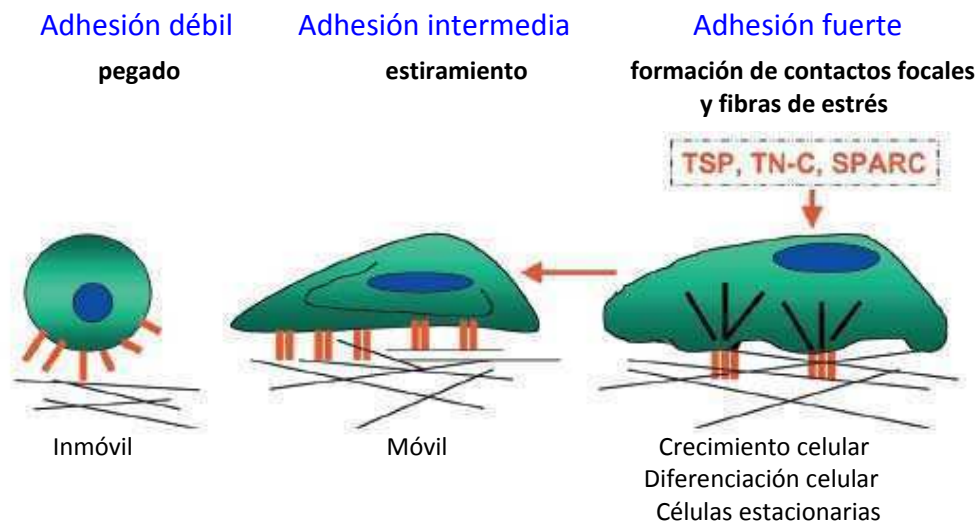 Adhesión débil
Adhesión intermedia
Adhesión fuerte
pegado
estiramiento
formación de contactos focales
y fibras de estrés
TSP, TN-C, SPARC
Inmóvil
Móvil
Crecimiento celular
Diferenciación celular
Células estacionarias